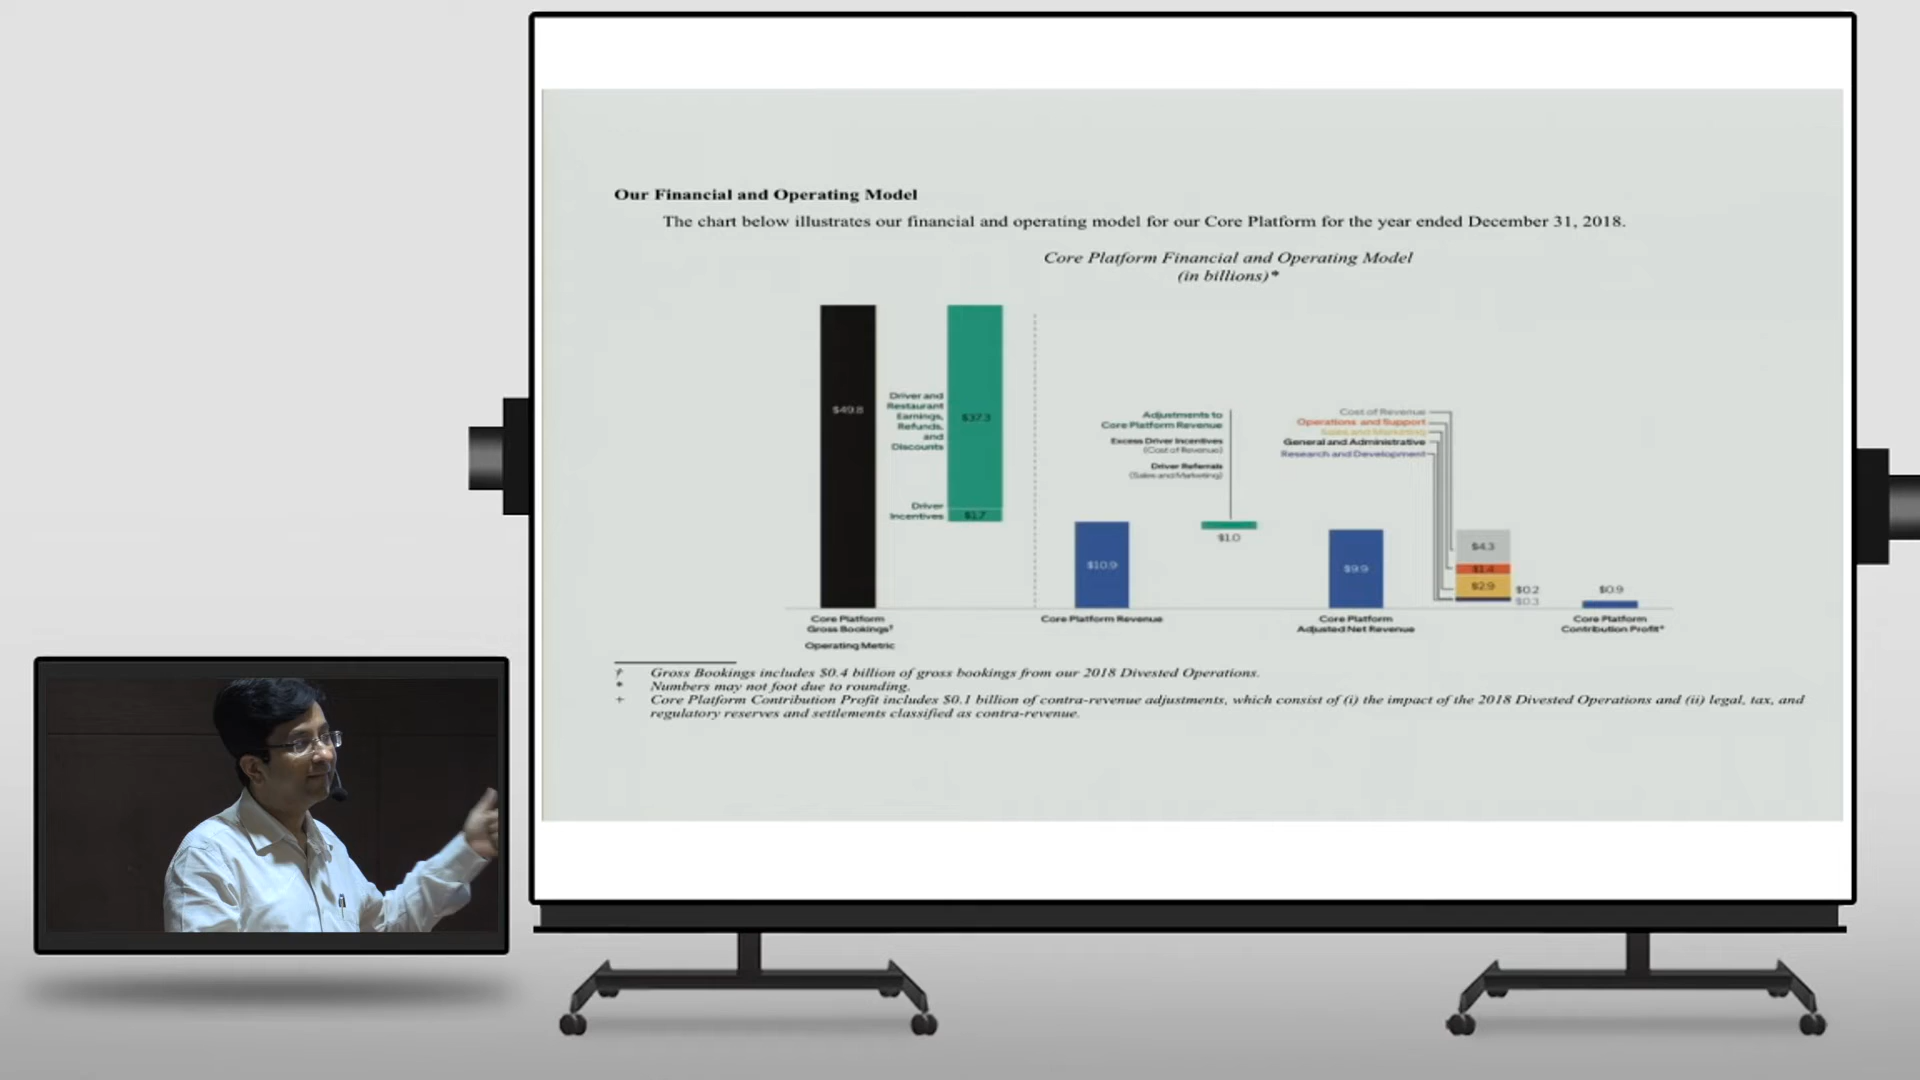 Our Financial and Operating Model
The chart below illustrates our financial and operating model for our Core Platform for the year ended December 31, 2018.
Core Platform Financial and Operating Model
(in billions)*
$49.8
Driver and
Restaurant
Earnings,
Refunds,
and
Discounts
$37.3
Driver
Incentives
$1.7
Adjustments to
Core Platform Revenue
Excess Driver Incentives
(Cost of Revenue)
Driver Referrals
(Sales and Marketing)
$10.9
$1.0
Cost of Revenue
Operations and Support
Sales and Marketing
General and Administrative
Research and Development
$9.9
$4.3
$1.4
$2.9
$0.2
$0.3
$0.9
Core Platform
Gross Bookings†
Operating Metric
Core Platform Revenue
Core Platform
Adjusted Net Revenue
Core Platform
Contribution Profit+
† Gross Bookings includes $0.4 billion of gross bookings from our 2018 Divested Operations.
* Numbers may not foot due to rounding.
+ Core Platform Contribution Profit includes $0.1 billion of contra-revenue adjustments, which consist of (i) the impact of the 2018 Divested Operations and (ii) legal, tax, and
regulatory reserves and settlements classified as contra-revenue.